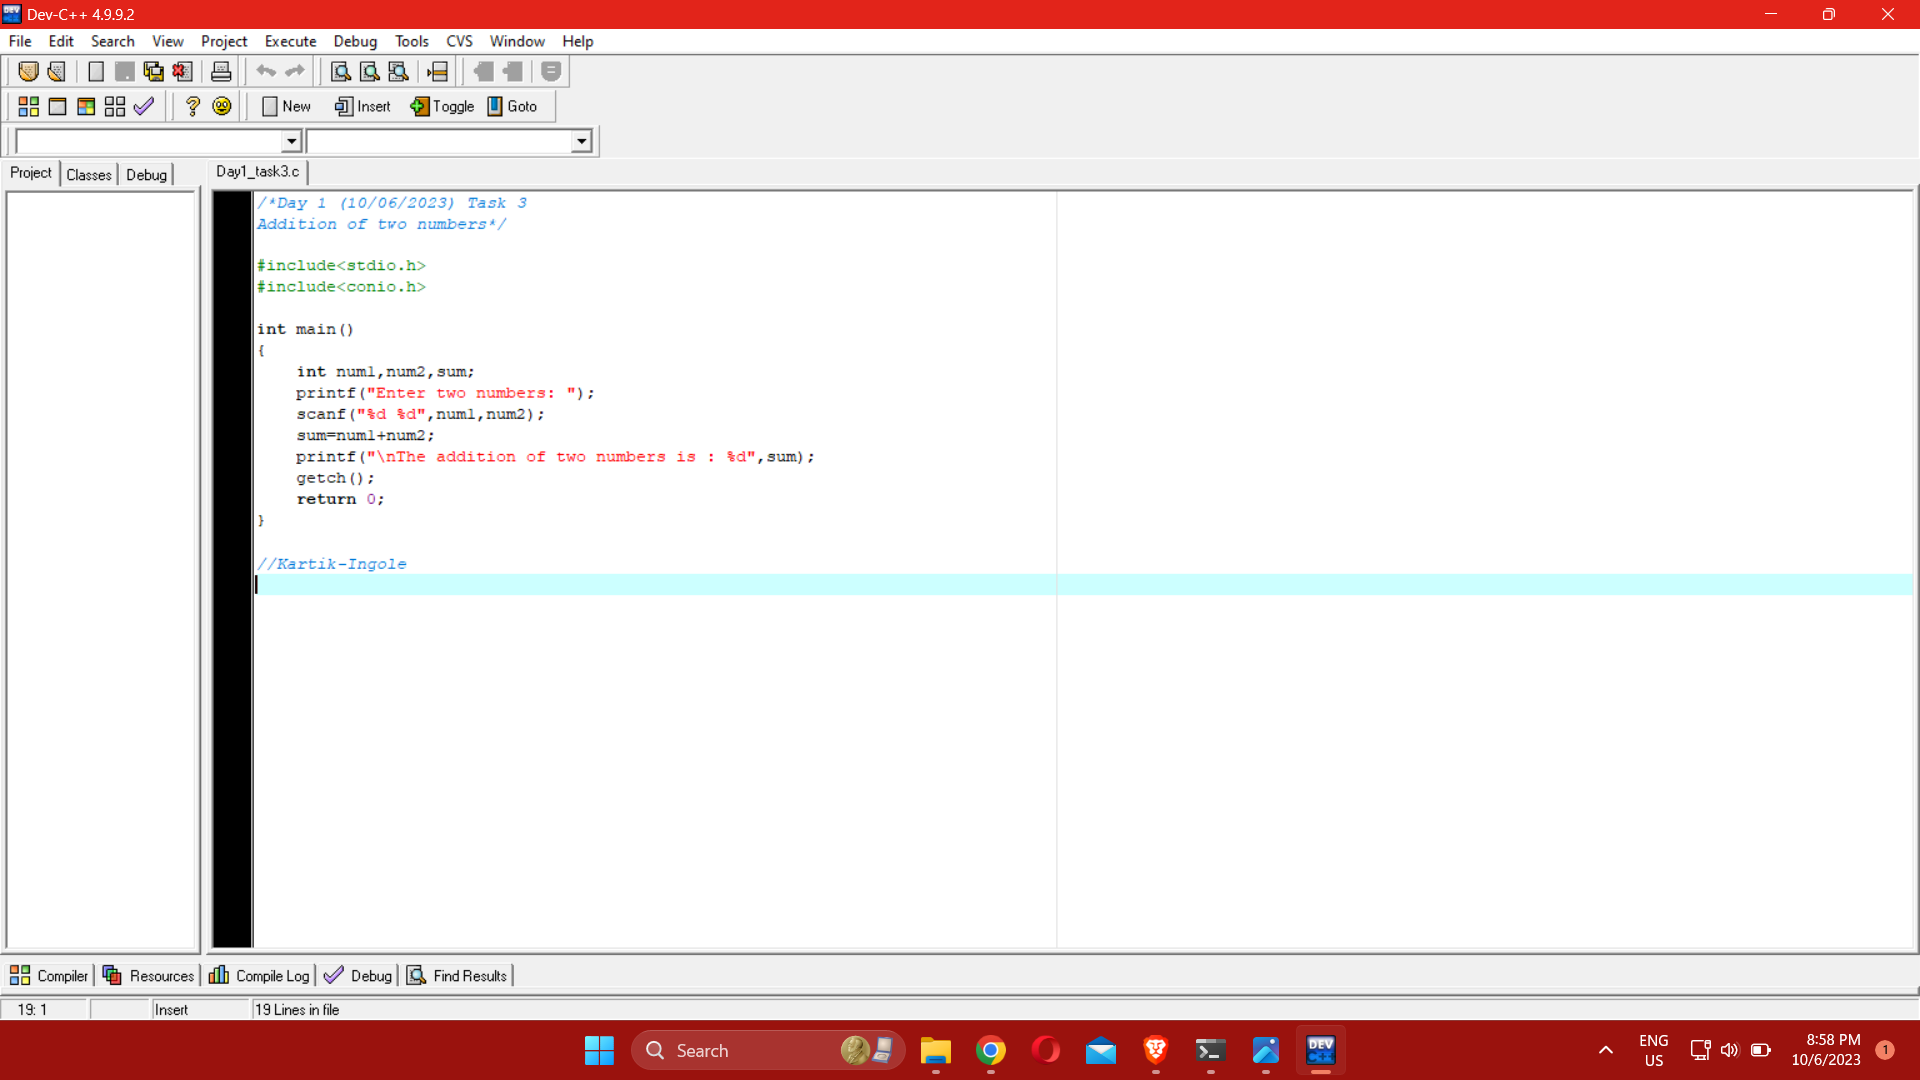 Dev-C++ 4.9.9.2
File Edit Search View Project Execute Debug Tools CVS Window Help
New Insert Toggle Goto
Project Classes Debug
Day1_task3.c
/*Day 1 (10/06/2023) Task 3
Addition of two numbers*/
#include<stdio.h>
#include<conio.h>
int main()
{
int num1,num2,sum;
printf("Enter two numbers: ");
scanf("%d %d",num1,num2);
sum=num1+num2;
printf("\nThe addition of two numbers is : %d",sum);
getch();
return 0;
}
//Kartik-Ingole
Compiler Resources Compile Log Debug Find Results
19: 1 Insert 19 Lines in file
Search
DEV C++
ENG
US
8:58 PM
10/6/2023
1